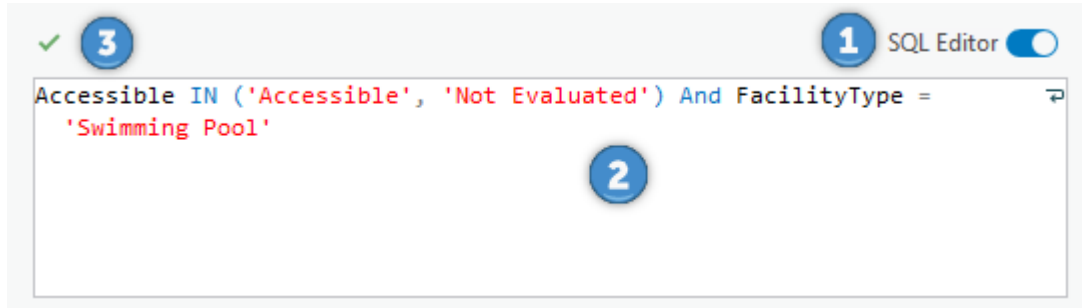 3
1 SQL Editor
Accessible IN ('Accessible', 'Not Evaluated') And FacilityType =
'Swimming Pool'
2